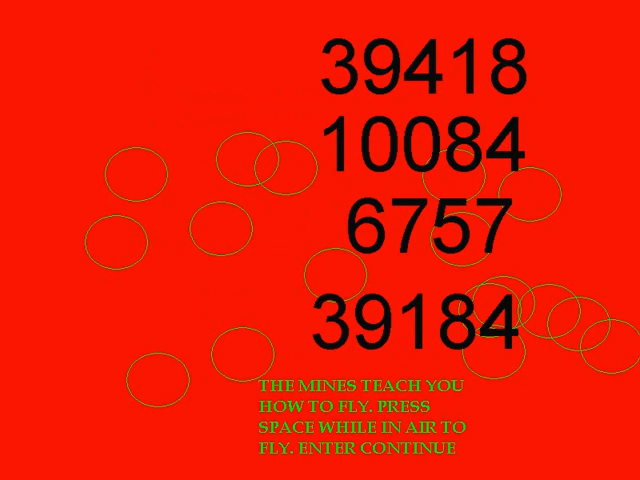 39418
10084
6757
39184
THE MINES TEACH YOU
HOW TO FLY. PRESS
SPACE WHILE IN AIR TO
FLY. ENTER CONTINUE